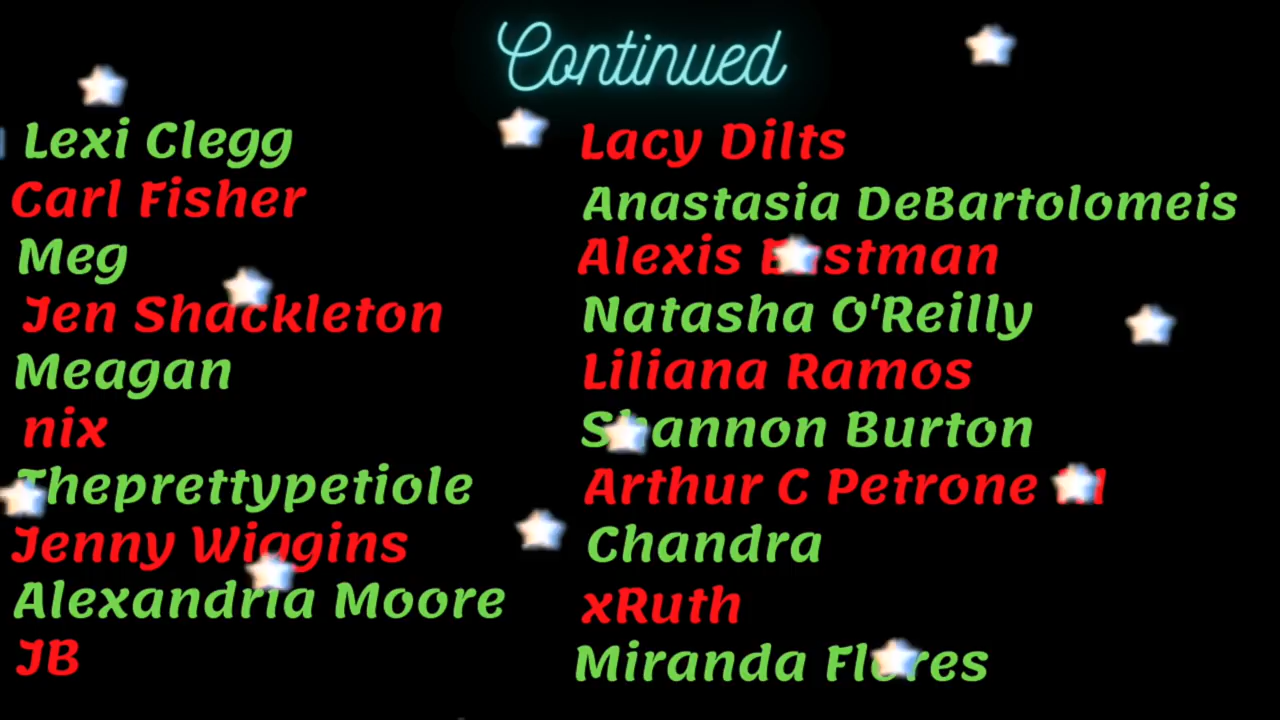 Continued
Lexi Clegg
Carl Fisher
Meg
Jen Shackleton
Meagan
nix
Theprettypetiole
Jenny Wiggins
Alexandria Moore
JB
Lacy Dilts
Anastasia DeBartolomeis
Alexis Eastman
Natasha O'Reilly
Liliana Ramos
Shannon Burton
Arthur C Petrone
Chandra
xRuth
Miranda Flores